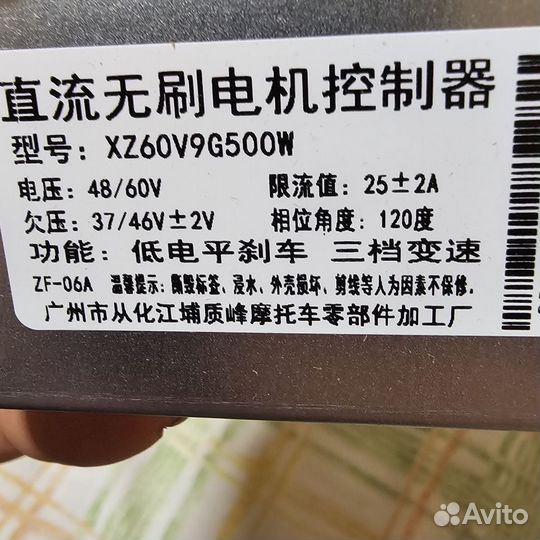 直流无刷电机控制器
型号: XZ60V9G500W
电压: 48/60V 限流值: 25±2A
欠压: 37/46V±2V 相位角度: 120度
功能: 低电平刹车 三档变速
ZF-06A 温馨提示: 撕毁标签、浸水、外壳损坏、剪线等人为因素不保修.
广州市从化江埔质峰摩托车零部件加工厂
Avito